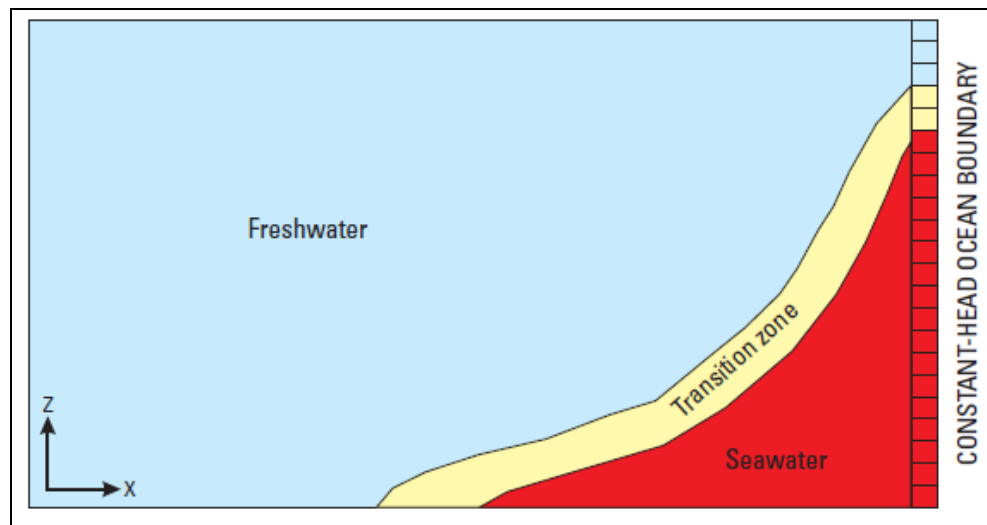 Freshwater
Transition zone
Seawater
Z
X
CONSTANT-HEAD OCEAN BOUNDARY